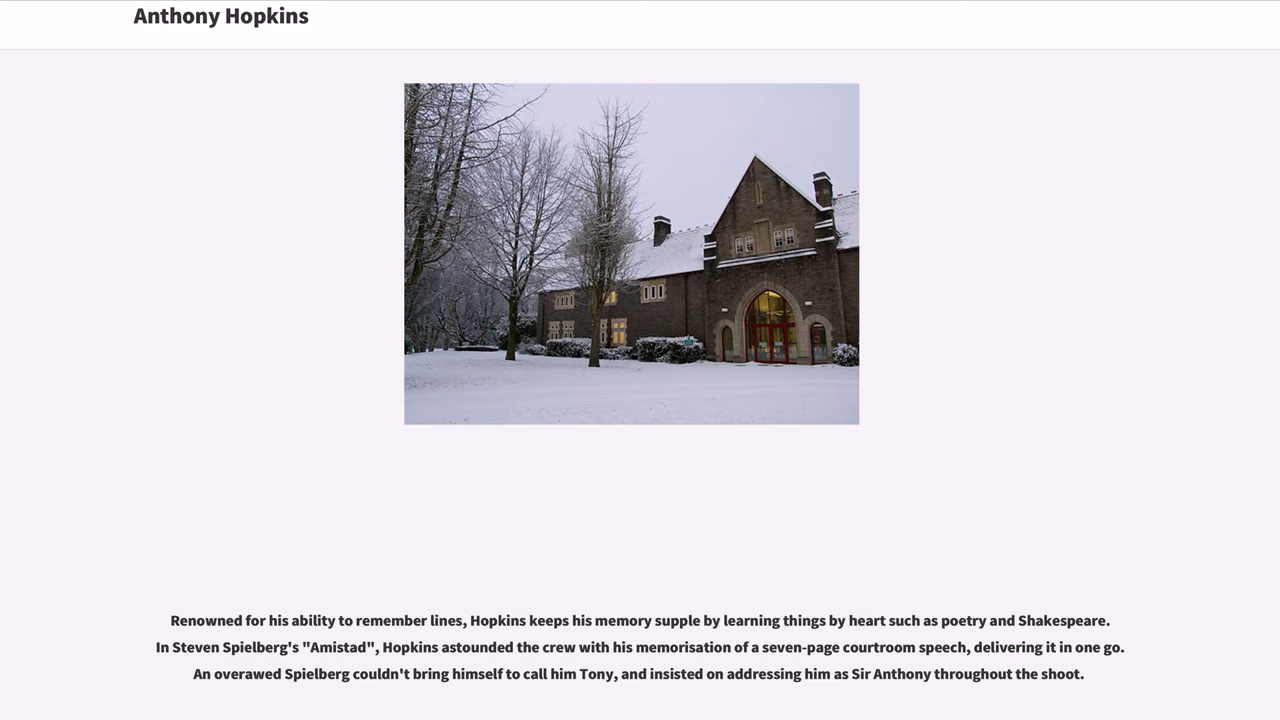 Anthony Hopkins
Renowned for his ability to remember lines, Hopkins keeps his memory supple by learning things by heart such as poetry and Shakespeare.
In Steven Spielberg's "Amistad", Hopkins astounded the crew with his memorisation of a seven-page courtroom speech, delivering it in one go.
An overawed Spielberg couldn't bring himself to call him Tony, and insisted on addressing him as Sir Anthony throughout the shoot.